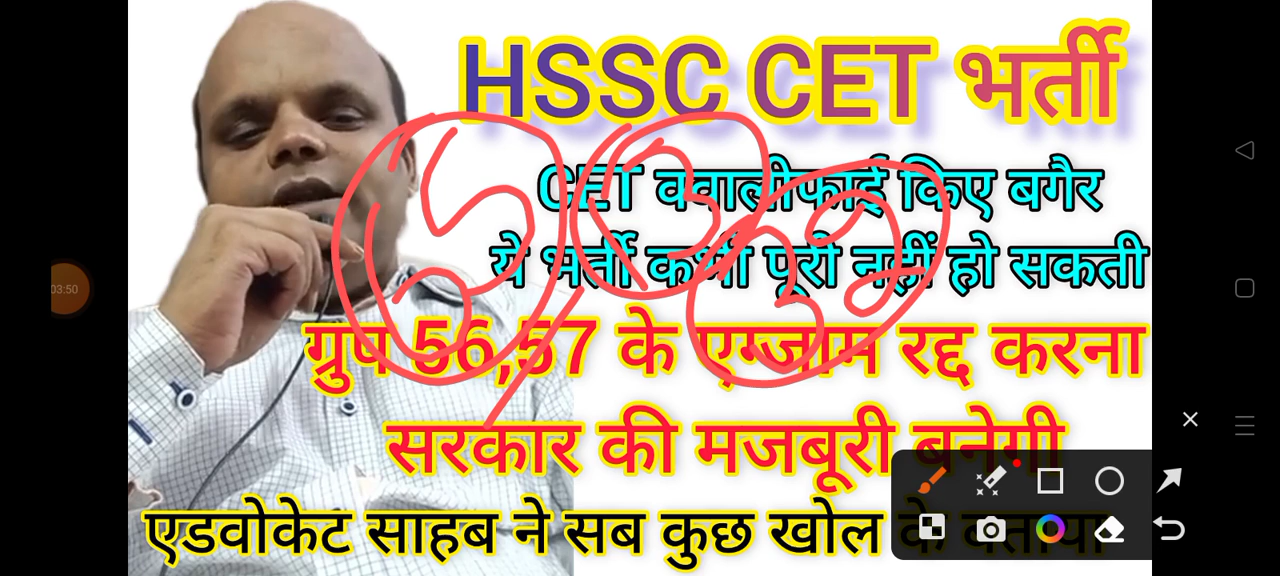 HSSC CET भर्ती
CET क्वालीफाई किए बगैर
ये भर्ती कभी पूरी नहीं हो सकती
ग्रुप 56,57 के एग्जाम रद्द करना
सरकार की मजबूरी बनेगी
एडवोकेट साहब ने सब कुछ खोल के बताया
03:50